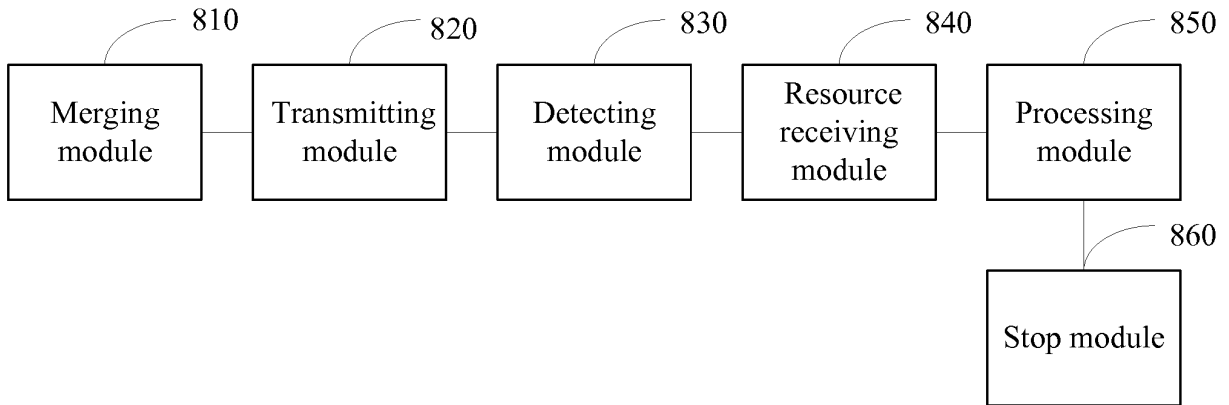 810
820
830
840
850
Merging
module
Transmitting
module
Detecting
module
Resource
receiving
module
Processing
module
860
Stop module